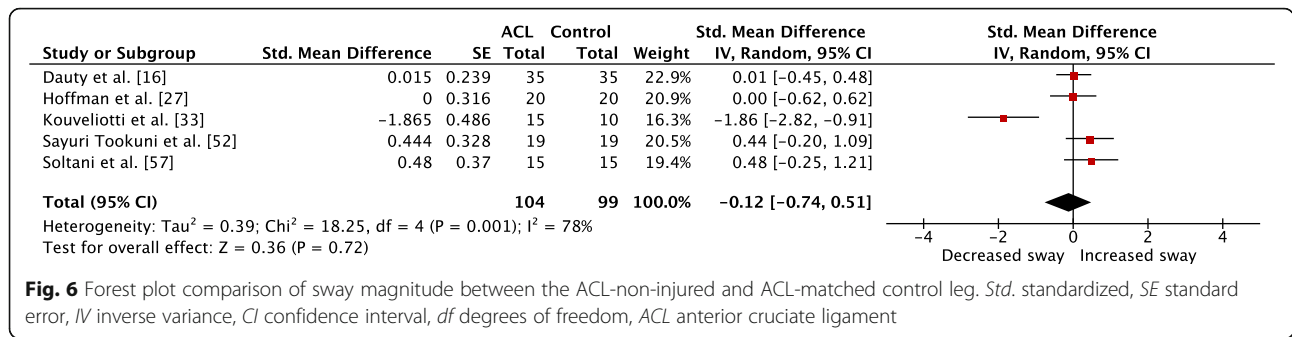 ACL Control Std. Mean Difference Std. Mean Difference
Study or Subgroup Std. Mean Difference SE Total Total Weight IV, Random, 95% CI IV, Random, 95% CI
Dauty et al. [16] 0.015 0.239 35 35 22.9% 0.01 [-0.45, 0.48]
Hoffman et al. [27] 0 0.316 20 20 20.9% 0.00 [-0.62, 0.62]
Kouveliotti et al. [33] -1.865 0.486 15 10 16.3% -1.86 [-2.82, -0.91]
Sayuri Tookuni et al. [52] 0.444 0.328 19 19 20.5% 0.44 [-0.20, 1.09]
Soltani et al. [57] 0.48 0.37 15 15 19.4% 0.48 [-0.25, 1.21]
Total (95% CI) 104 99 100.0% -0.12 [-0.74, 0.51]
Heterogeneity: Tau² = 0.39; Chi² = 18.25, df = 4 (P = 0.001); I² = 78%
Test for overall effect: Z = 0.36 (P = 0.72)
-4 -2 0 2 4
Decreased sway Increased sway
Fig. 6 Forest plot comparison of sway magnitude between the ACL-non-injured and ACL-matched control leg. Std. standardized, SE standard
error, IV inverse variance, CI confidence interval, df degrees of freedom, ACL anterior cruciate ligament